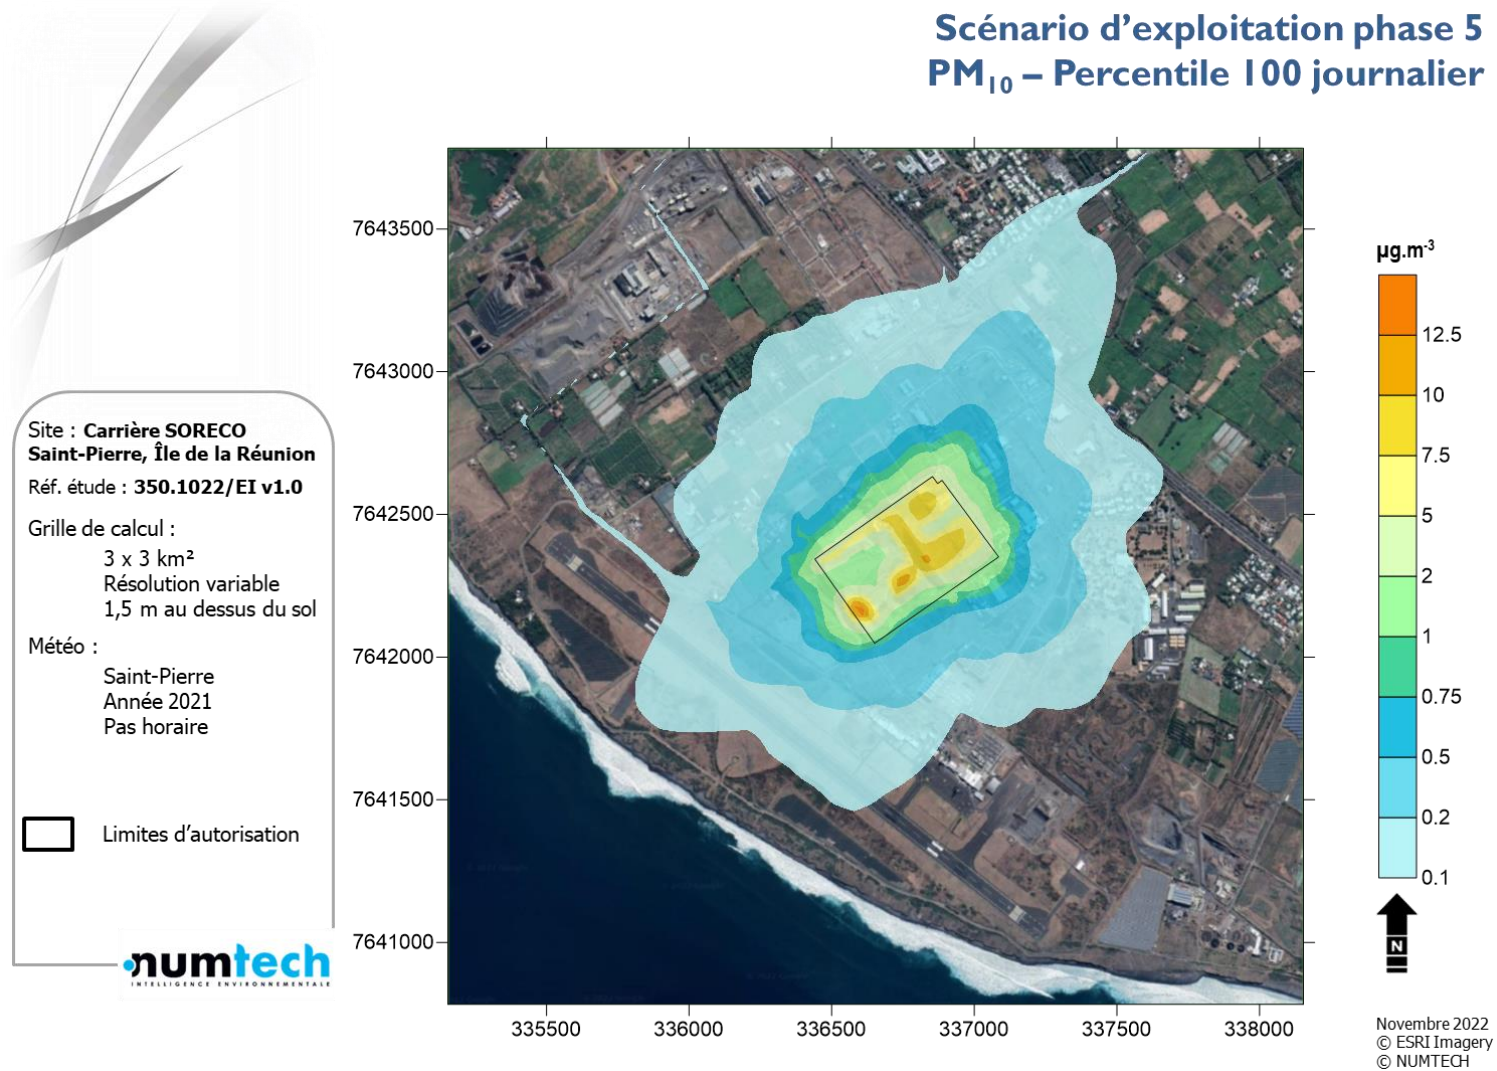 Scénario d'exploitation phase 5
PM10 – Percentile 100 journalier
Site : Carrière SORECO
Saint-Pierre, Île de la Réunion
Réf. étude : 350.1022/EI v1.0
Grille de calcul :
3 x 3 km²
Résolution variable
1,5 m au dessus du sol
Météo :
Saint-Pierre
Année 2021
Pas horaire
Limites d'autorisation
numtech
INTELLIGENCE ENVIRONNEMENTALE
7643500
7643000
7642500
7642000
7641500
7641000
335500
336000
336500
337000
337500
338000
µg.m-3
12.5
10
7.5
5
2
1
0.75
0.5
0.2
0.1
N
Novembre 2022
© ESRI Imagery
© NUMTECH